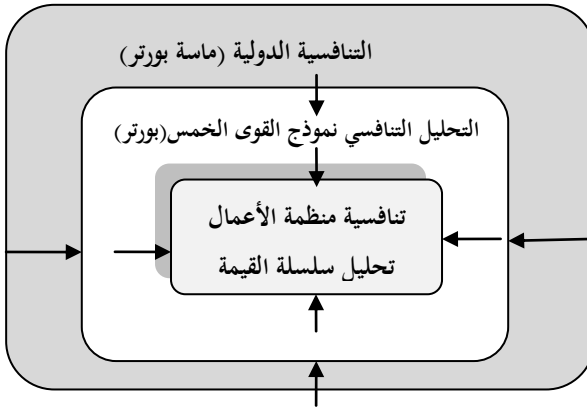 التنافسية الدولية (ماسة بورتر)
التحليل التنافسي نموذج القوى الخمس(بورتر)
تنافسية منظمة الأعمال
تحليل سلسلة القيمة